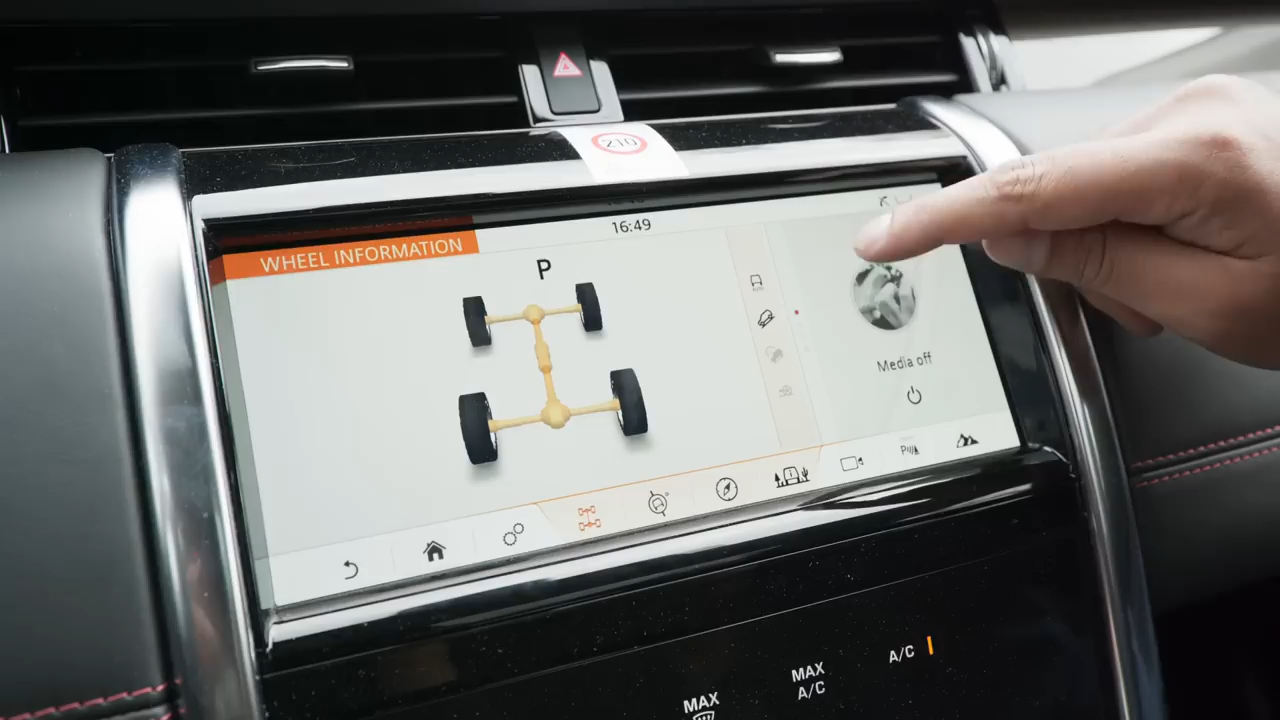 210
16:49
WHEEL INFORMATION
P
Media off
MAX
MAX
A/C
A/C